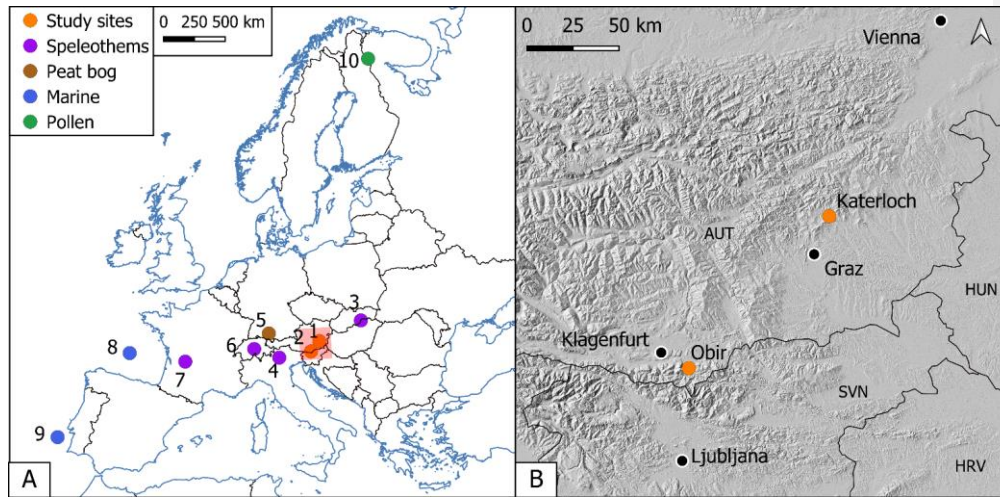 Study sites
Speleothems
Peat bog
Marine
Pollen
0 250 500 km
10
3
5
1
2
6
4
8
7
9
A
0 25 50 km
Vienna
Katerloch
AUT
Graz
HUN
Klagenfurt
Obir
SVN
Ljubljana
HRV
B